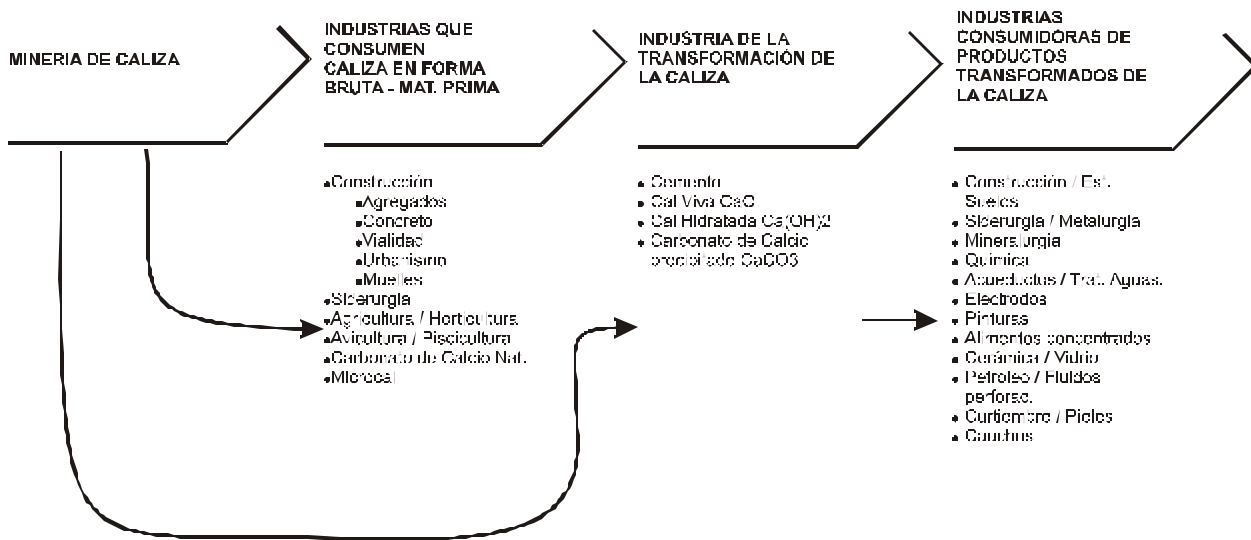 MINERIA DE CALIZA
INDUSTRIAS QUE
CONSUMEN
CALIZA EN FORMA
BRUTA - MAT. PRIMA
INDUSTRIA DE LA
TRANSFORMACIÓN DE
LA CALIZA
INDUSTRIAS
CONSUMIDORAS DE
PRODUCTOS
TRANSFORMADOS DE
LA CALIZA
Construcción
Agregados
Concreto
Vialidad
Urbanismo
Muelles
Siderurgia
Agricultura / Horticultura
Avicultura / Piscicultura
Carbonato de Calcio Nat.
Microcal
Cemento
Cal Viva CaO
Cal Hidratada Ca(OH)2
Carbonato de Calcio
precipitado CaCO3
Construcción / Est.
Suelos
Siderurgia / Metalurgia
Mineralurgia
Química
Acueductos / Trat. Aguas.
Electrodos
Pinturas
Alimentos concentrados
Cerámica / Vidrio
Petroleo / Fluidos
perforac.
Curtiembre / Pieles
Cauchos